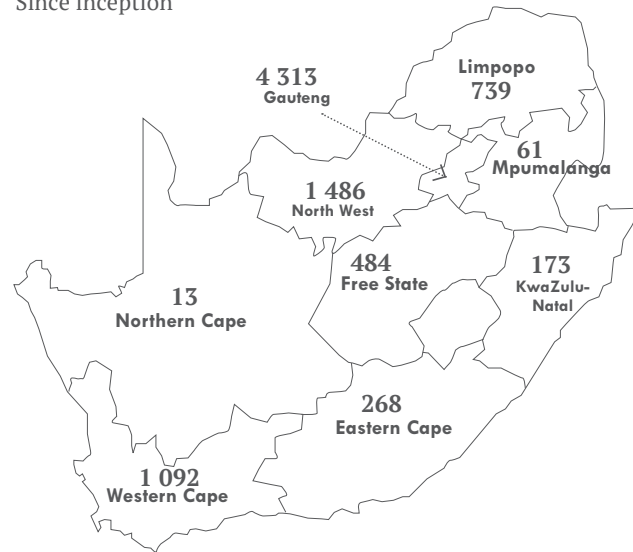 Since inception
4 313
Gauteng
Limpopo
739
61
Mpumalanga
1 486
North West
484
Free State
173
KwaZulu-
Natal
13
Northern Cape
268
Eastern Cape
1 092
Western Cape